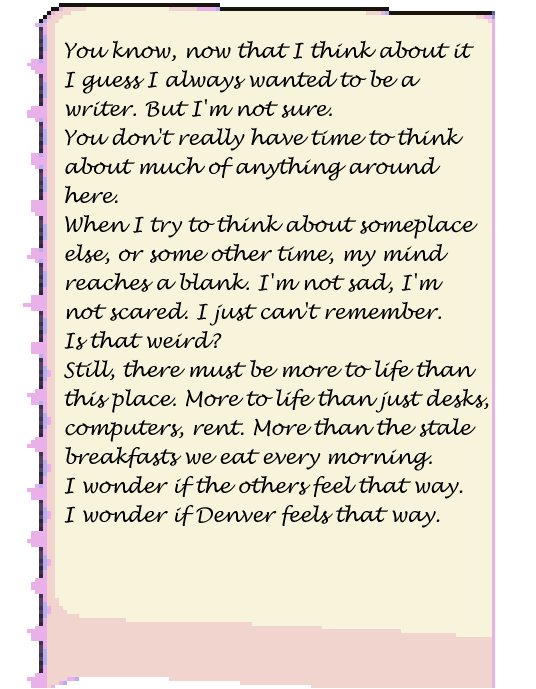 You know, now that I think about it
I guess I always wanted to be a
writer. But I'm not sure.
You don't really have time to think
about much of anything around
here.
When I try to think about someplace
else, or some other time, my mind
reaches a blank. I'm not sad, I'm
not scared. I just can't remember.
Is that weird?
Still, there must be more to life than
this place. More to life than just desks,
computers, rent. More than the stale
breakfasts we eat every morning.
I wonder if the others feel that way.
I wonder if Denver feels that way.